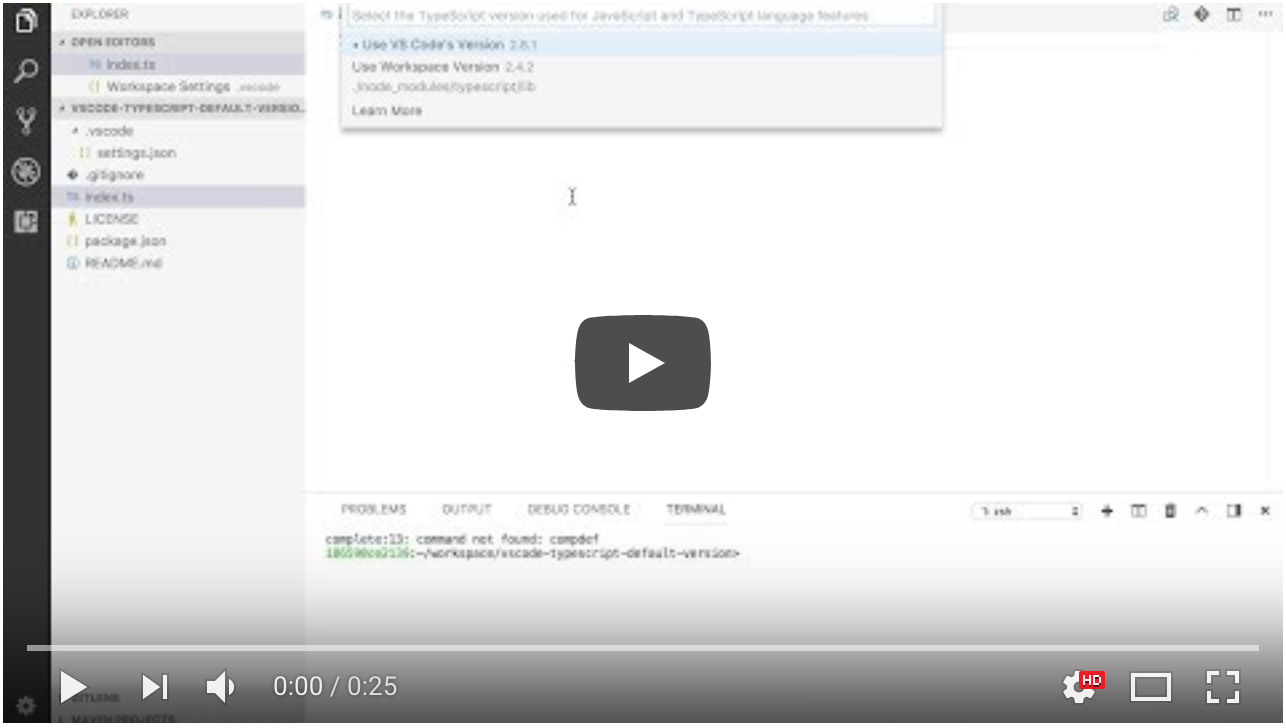 EXPLORER
OPEN EDITORS
TS index.ts
{} Workspace Settings .vscode
VSCODE-TYPESCRIPT-DEFAULT-VERSIO...
.vscode
{} settings.json
.gitignore
TS index.ts
LICENSE
{} package.json
README.md
GITLENS
MAVEN PROJECTS
TS
Select the TypeScript version used for JavaScript and TypeScript language features
• Use VS Code's Version 2.6.1
Use Workspace Version 2.4.2
./node_modules/typescript/lib
Learn More
PROBLEMS
OUTPUT
DEBUG CONSOLE
TERMINAL
1: zsh
complete:13: command not found: compdef
:~/workspace/vscode-typescript-default-version>
0:00 / 0:25
HD